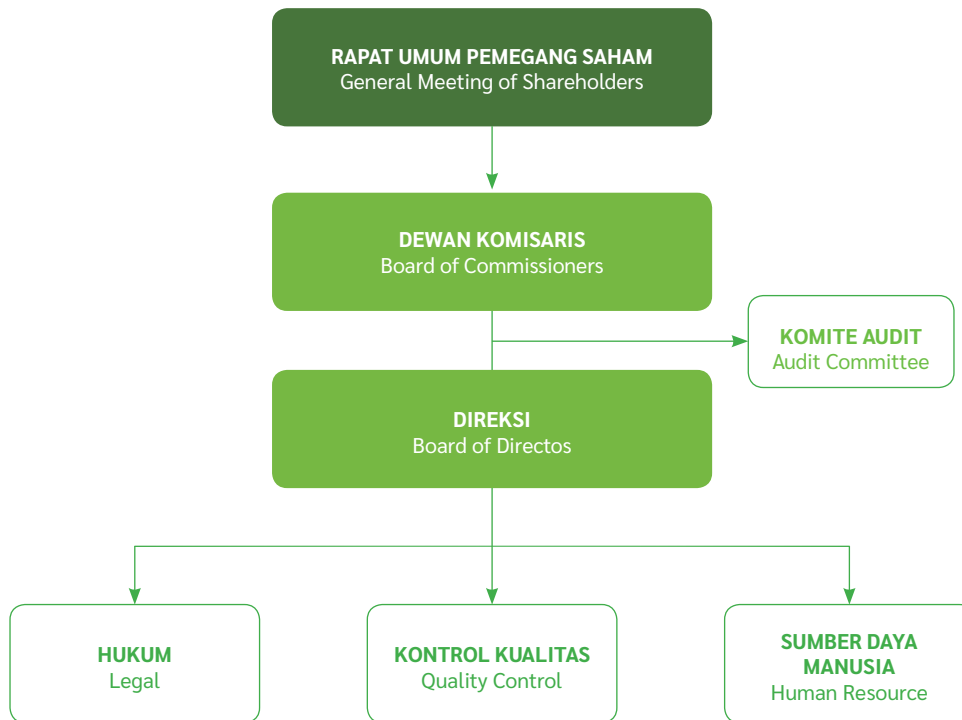 RAPAT UMUM PEMEGANG SAHAM
General Meeting of Shareholders
DEWAN KOMISARIS
Board of Commissioners
KOMITE AUDIT
Audit Committee
DIREKSI
Board of Directos
HUKUM
Legal
KONTROL KUALITAS
Quality Control
SUMBER DAYA
MANUSIA
Human Resource